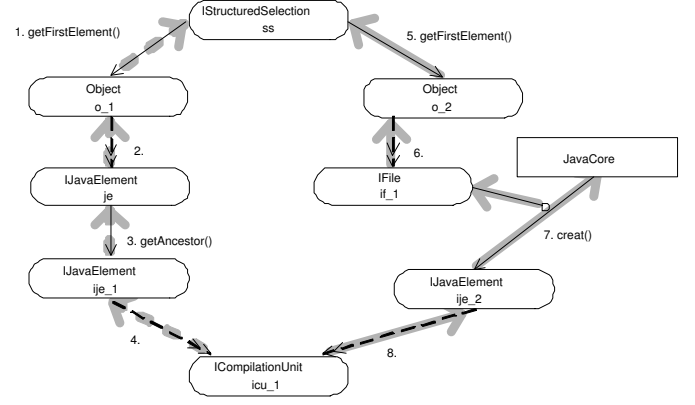 IStructuredSelection
ss
1. getFirstElement()
5. getFirstElement()
Object
o_1
Object
o_2
2.
6.
JavaCore
IJavaElement
je
IFile
if_1
3. getAncestor()
7. creat()
IJavaElement
ije_1
IJavaElement
ije_2
4.
8.
ICompilationUnit
icu_1